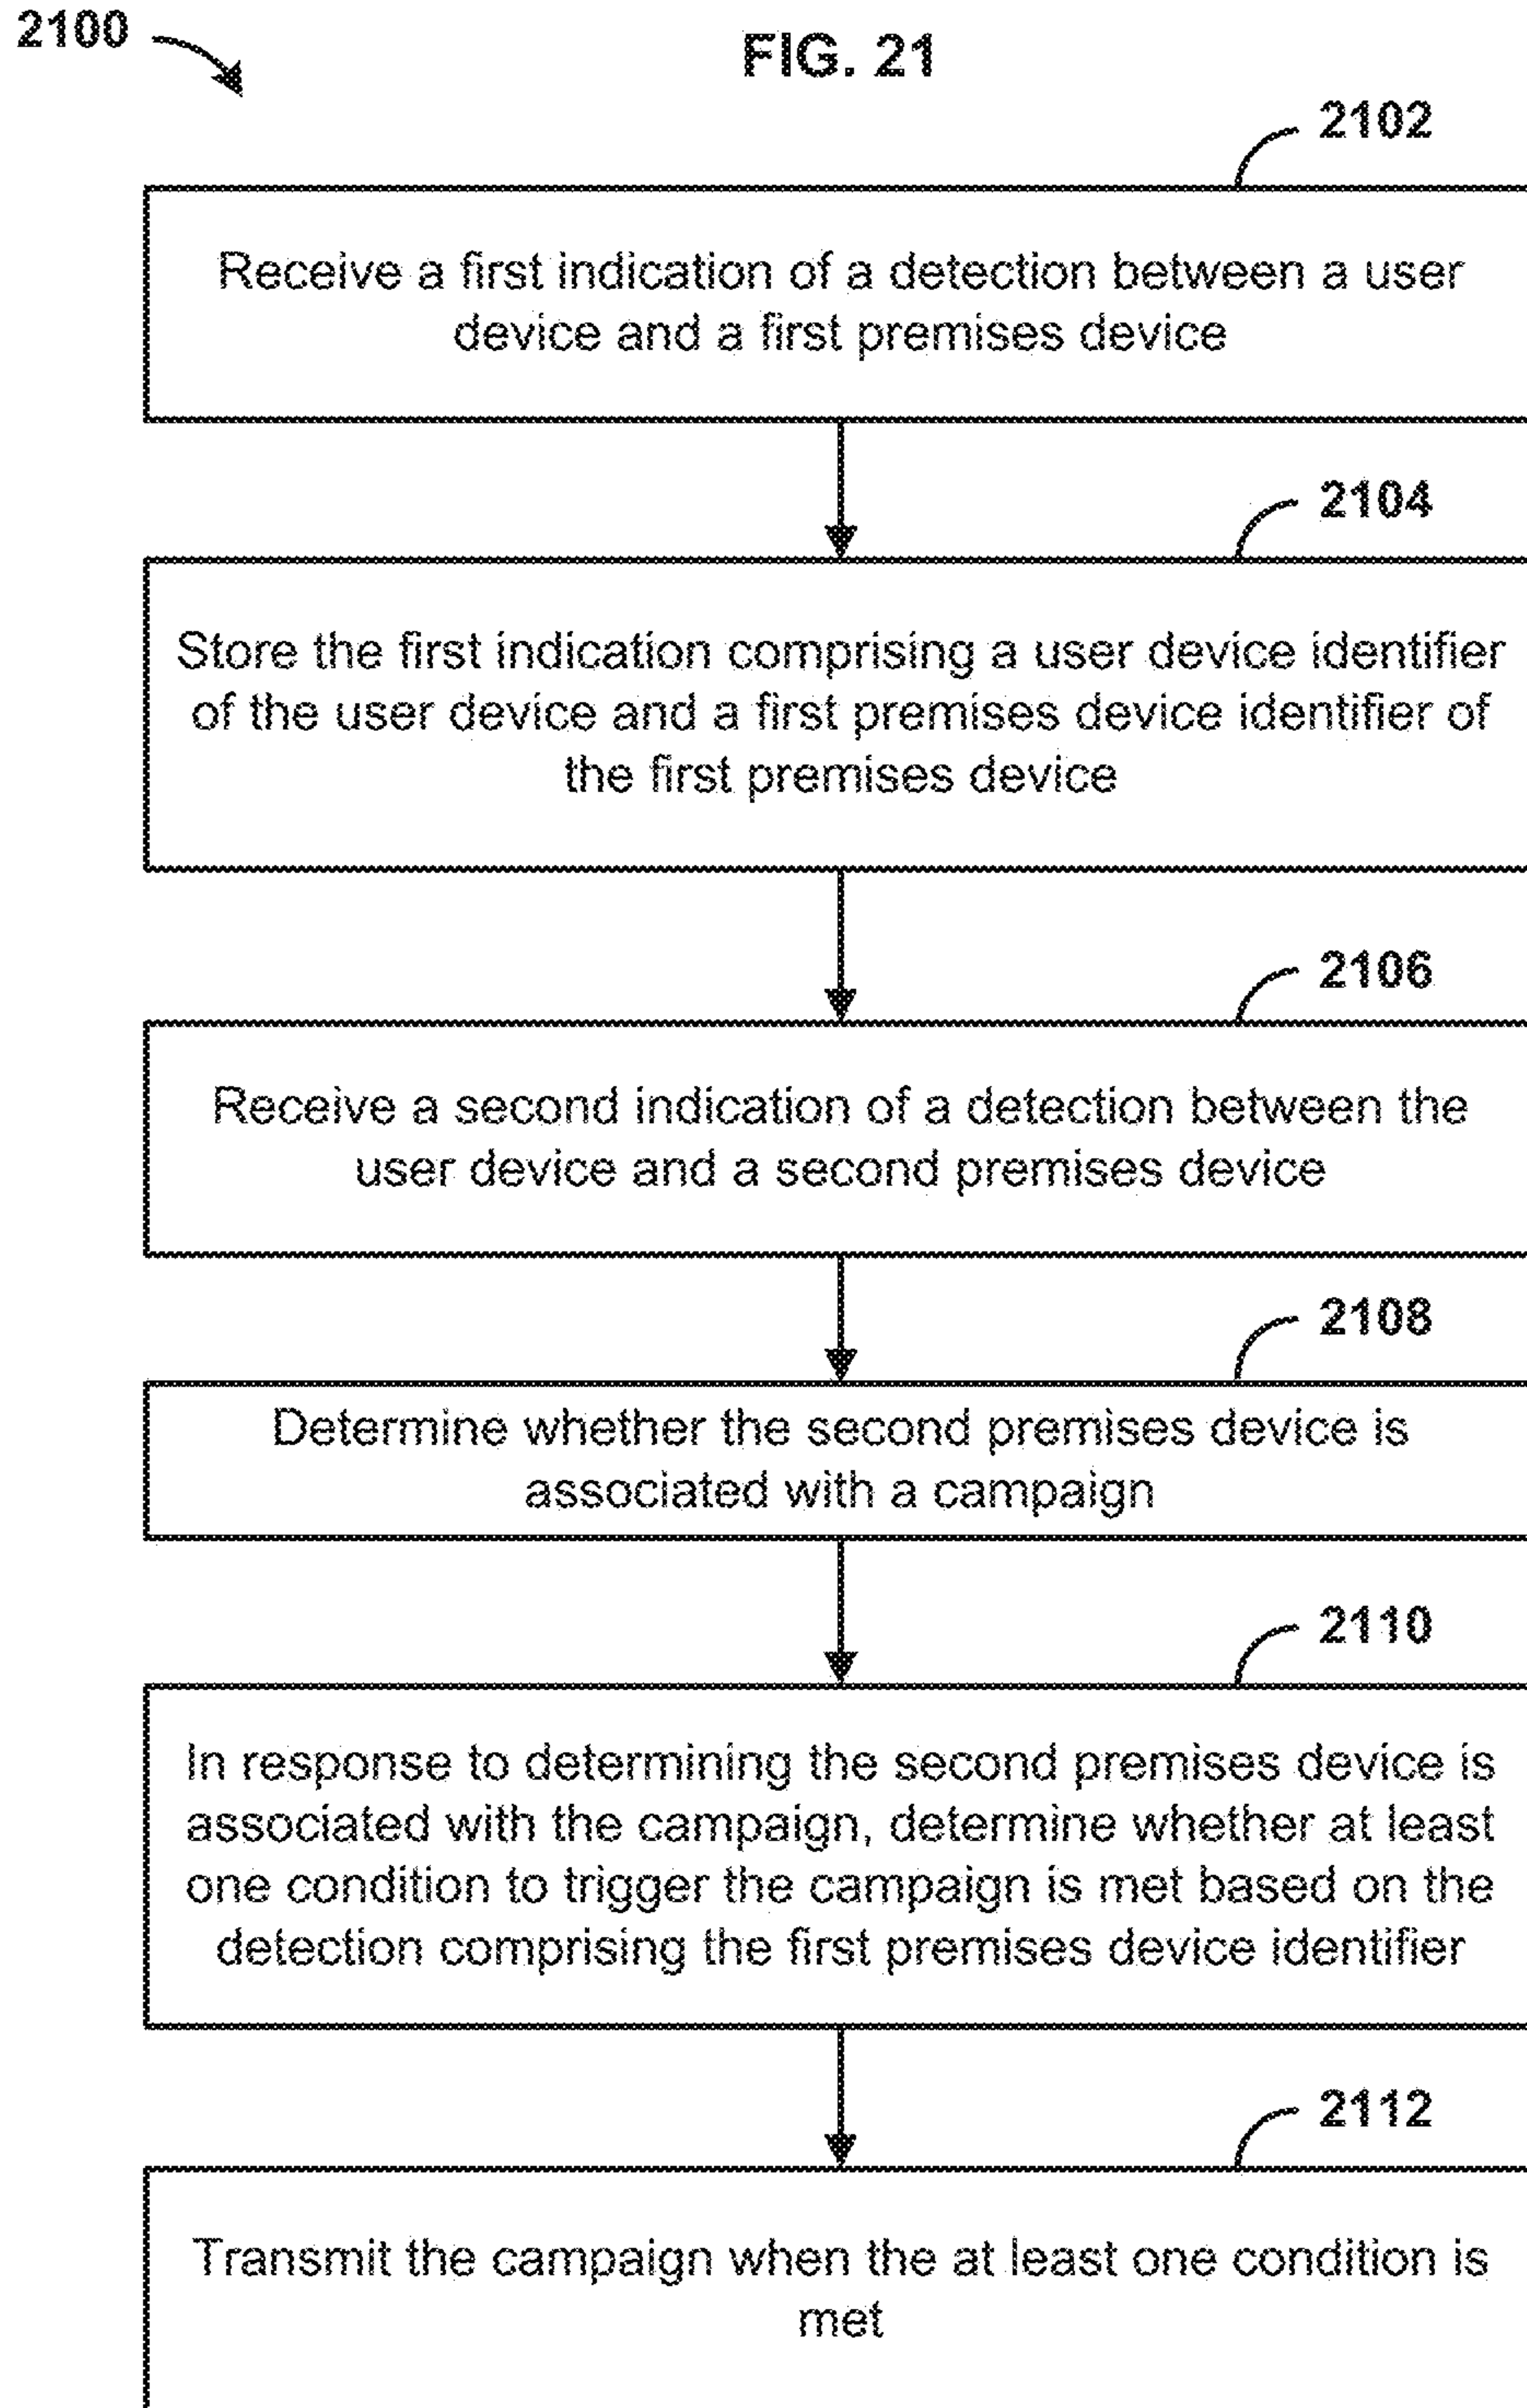 2100
FIG. 21
2102
Receive a first indication of a detection between a user
device and a first premises device
2104
Store the first indication comprising a user device identifier
of the user device and a first premises device identifier of
the first premises device
2106
Receive a second indication of a detection between the
user device and a second premises device
2108
Determine whether the second premises device is
associated with a campaign
2110
In response to determining the second premises device is
associated with the campaign, determine whether at least
one condition to trigger the campaign is met based on the
detection comprising the first premises device identifier
2112
Transmit the campaign when the at least one condition is
met